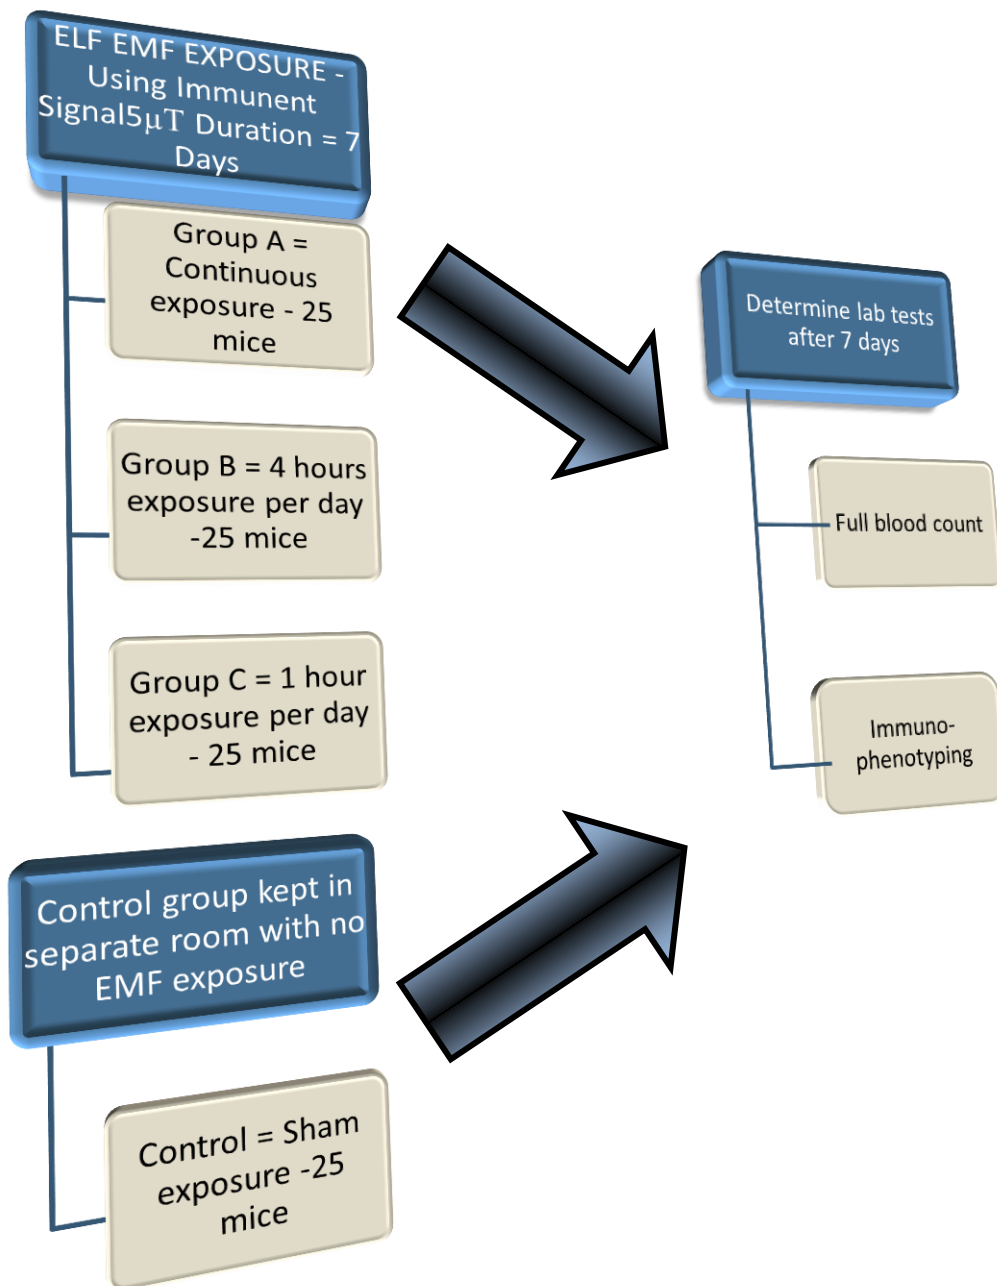 ELF EMF EXPOSURE -
Using Immunent
Signal5µT Duration = 7
Days
Group A =
Continuous
exposure - 25
mice
Group B = 4 hours
exposure per day
-25 mice
Group C = 1 hour
exposure per day
- 25 mice
Control group kept in
separate room with no
EMF exposure
Control = Sham
exposure -25
mice
Determine lab tests
after 7 days
Full blood count
Immuno-
phenotyping